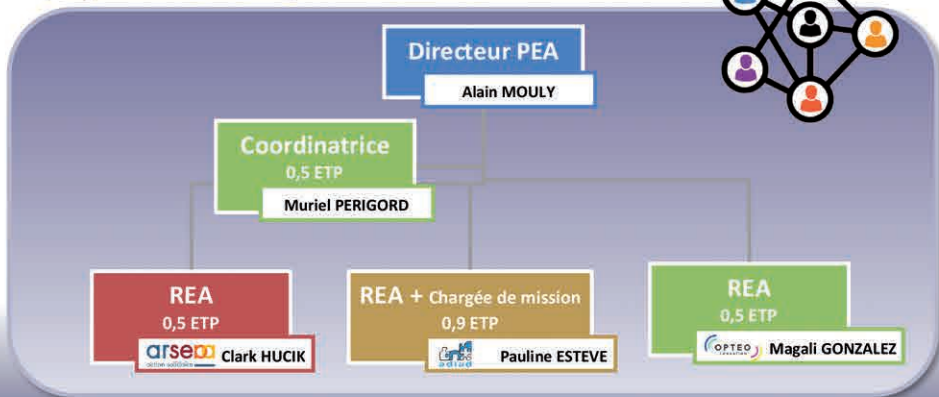 Directeur PEA
Alain MOULY
Coordinatrice
0,5 ETP
Muriel PERIGORD
REA
0,5 ETP
arseaa
Clark HUCIK
REA + Chargée de mission
0,9 ETP
Pauline ESTEVE
REA
0,5 ETP
OPTEO
Magali GONZALEZ